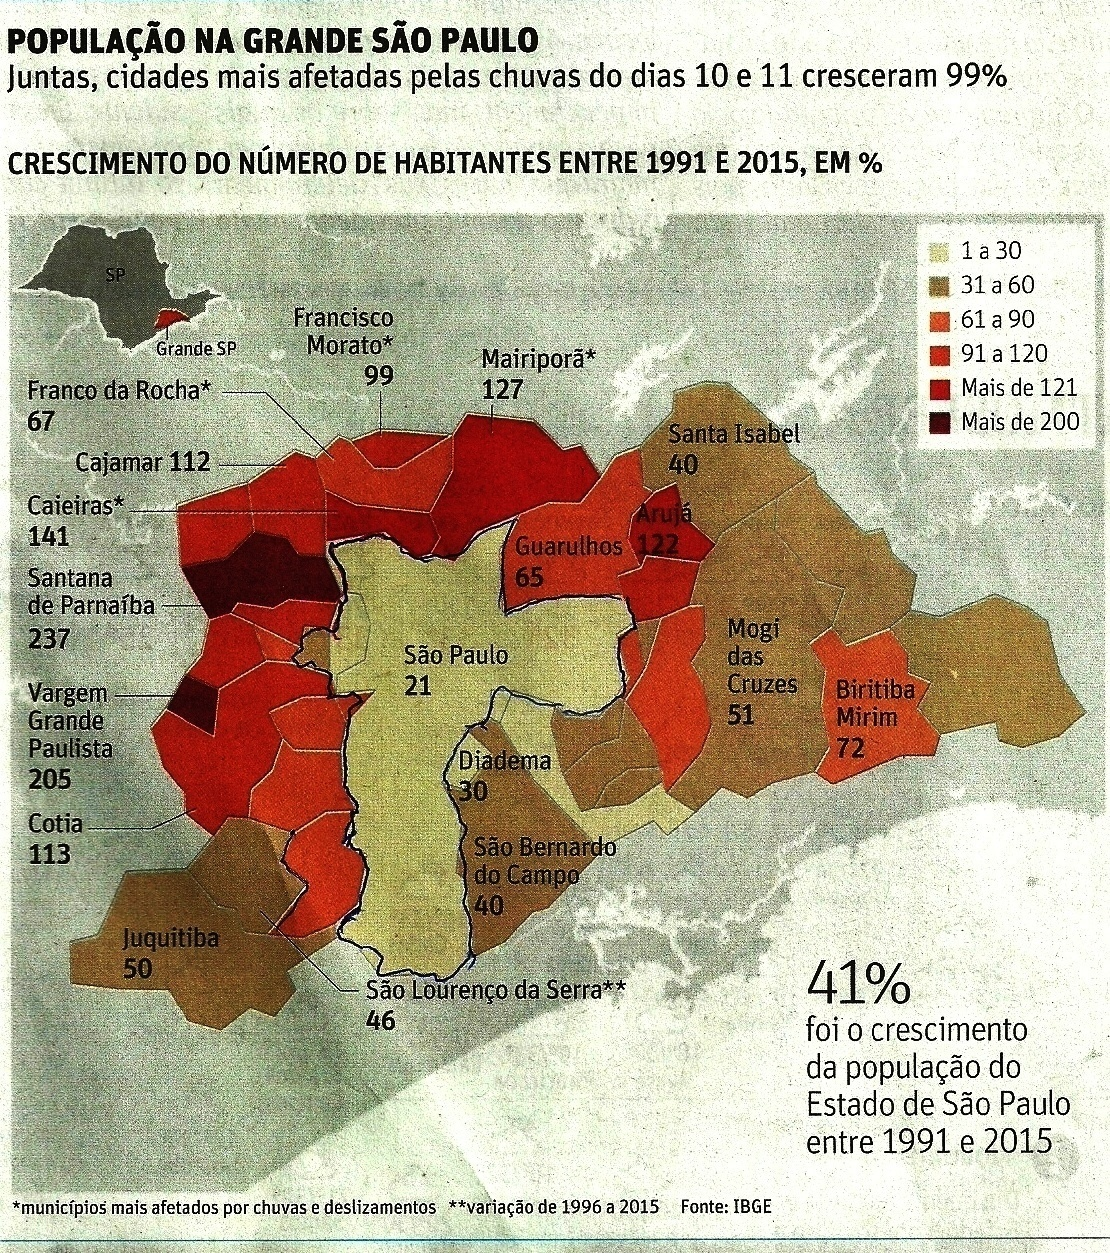 POPULAÇÃO NA GRANDE SÃO PAULO
Juntas, cidades mais afetadas pelas chuvas do dias 10 e 11 cresceram 99%
CRESCIMENTO DO NÚMERO DE HABITANTES ENTRE 1991 E 2015, EM %
SP
Grande SP
1 a 30
31 a 60
61 a 90
91 a 120
Mais de 121
Mais de 200
Francisco
Morato*
99
Mairiporã*
127
Franco da Rocha*
67
Cajamar 112
Caieiras*
141
Santana
de Parnaíba
237
Vargem
Grande
Paulista
205
Cotia
113
Santa Isabel
40
Arujá
122
Guarulhos
65
São Paulo
21
Mogi
das
Cruzes
51
Biritiba
Mirim
72
Diadema
30
São Bernardo
do Campo
40
Juquitiba
50
São Lourenço da Serra**
46
41%
foi o crescimento
da população do
Estado de São Paulo
entre 1991 e 2015
*municípios mais afetados por chuvas e deslizamentos **variação de 1996 a 2015 Fonte: IBGE